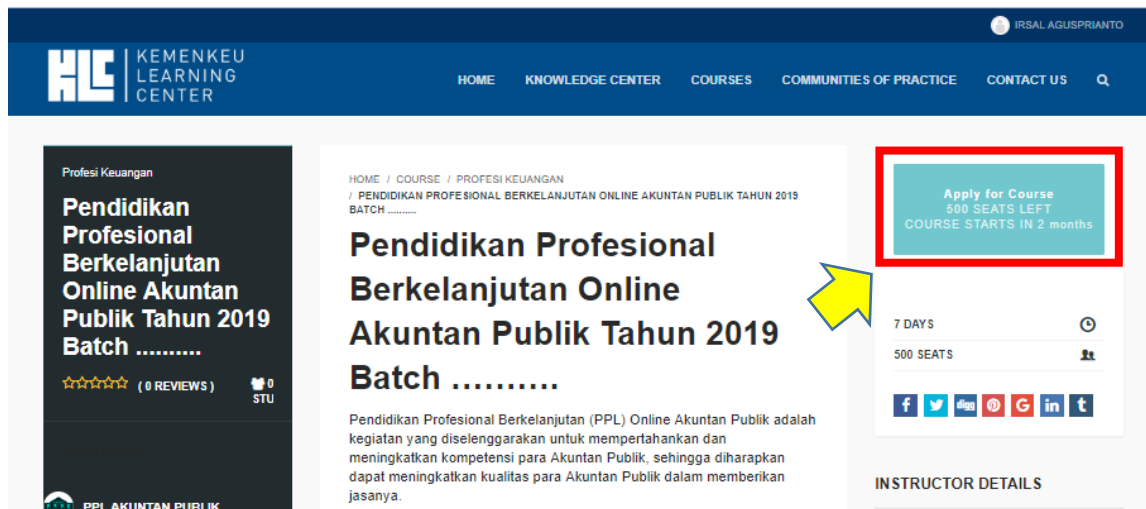 IRSAL AGUSPRIANTO
KEMENKEU
LEARNING
CENTER
HOME KNOWLEDGE CENTER COURSES COMMUNITIES OF PRACTICE CONTACT US
Profesi Keuangan
Pendidikan
Profesional
Berkelanjutan
Online Akuntan
Publik Tahun 2019
Batch ..........
( 0 REVIEWS ) 0
STU
PPL AKUNTAN PUBLIK
HOME / COURSE / PROFESI KEUANGAN
/ PENDIDIKAN PROFESIONAL BERKELANJUTAN ONLINE AKUNTAN PUBLIK TAHUN 2019
BATCH ..........
Pendidikan Profesional
Berkelanjutan Online
Akuntan Publik Tahun 2019
Batch ..........
Pendidikan Profesional Berkelanjutan (PPL) Online Akuntan Publik adalah
kegiatan yang diselenggarakan untuk mempertahankan dan
meningkatkan kompetensi para Akuntan Publik, sehingga diharapkan
dapat meningkatkan kualitas para Akuntan Publik dalam memberikan
jasanya.
Apply for Course
500 SEATS LEFT
COURSE STARTS IN 2 months
7 DAYS
500 SEATS
f digg G in t
INSTRUCTOR DETAILS